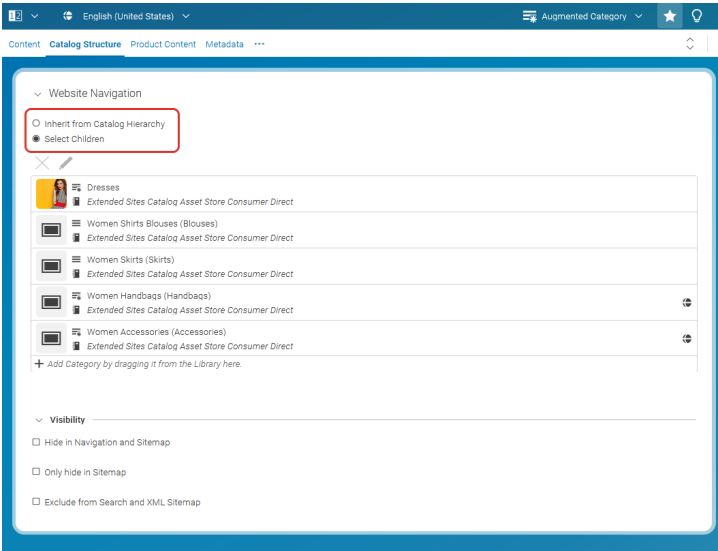 English (United States)
Augmented Category
Content Catalog Structure Product Content Metadata ···
Website Navigation
Inherit from Catalog Hierarchy
Select Children
Dresses
Extended Sites Catalog Asset Store Consumer Direct
Women Shirts Blouses (Blouses)
Extended Sites Catalog Asset Store Consumer Direct
Women Skirts (Skirts)
Extended Sites Catalog Asset Store Consumer Direct
Women Handbags (Handbags)
Extended Sites Catalog Asset Store Consumer Direct
Women Accessories (Accessories)
Extended Sites Catalog Asset Store Consumer Direct
Add Category by dragging it from the Library here.
Visibility
Hide in Navigation and Sitemap
Only hide in Sitemap
Exclude from Search and XML Sitemap